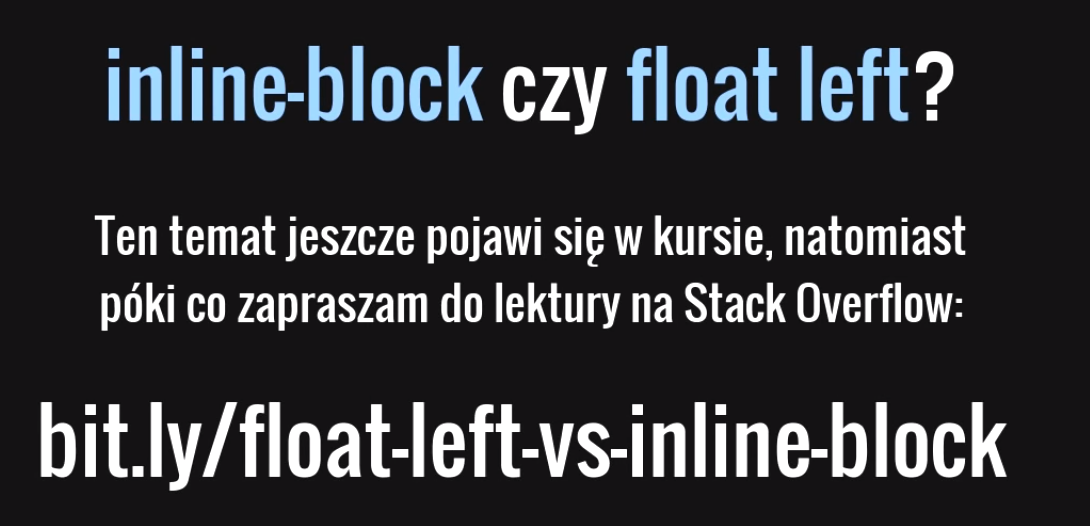 inline-block czy float left?
Ten temat jeszcze pojawi się w kursie, natomiast
póki co zapraszam do lektury na Stack Overflow:
bit.ly/float-left-vs-inline-block